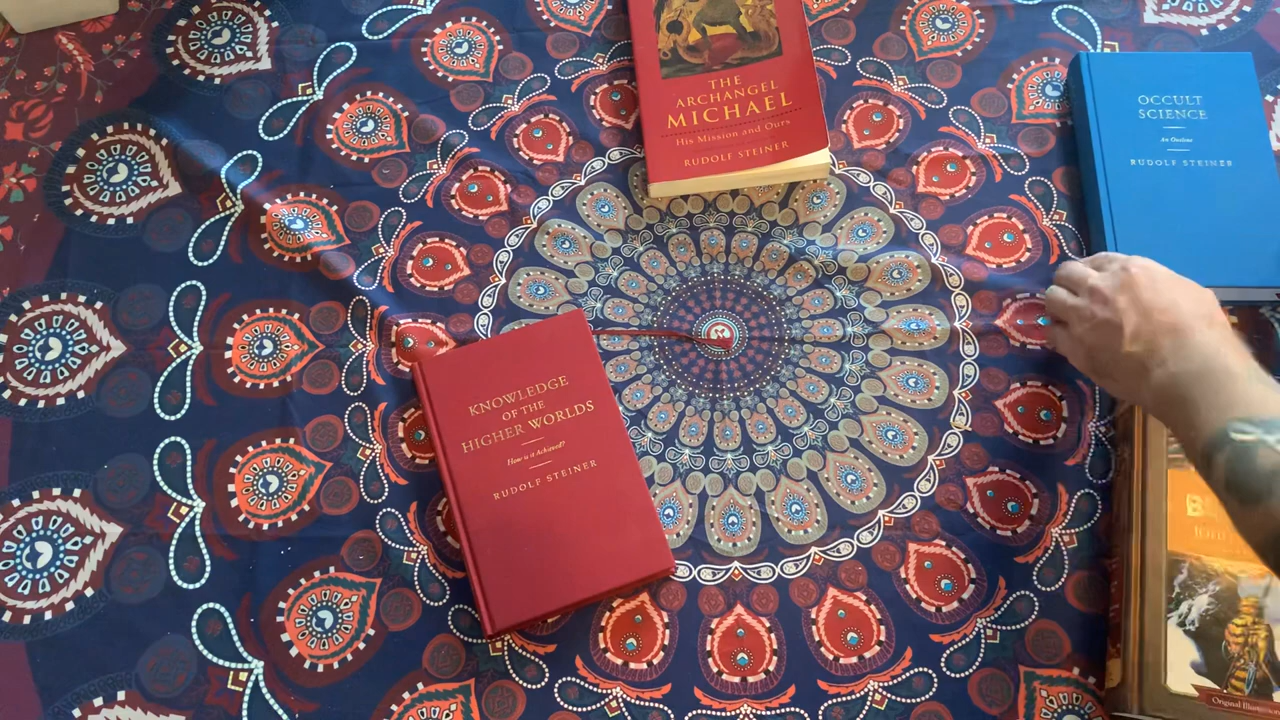 THE
ARCHANGEL
MICHAEL
His Mission and Ours
RUDOLF STEINER
OCCULT
SCIENCE
An Outline
RUDOLF STEINER
KNOWLEDGE
OF THE
HIGHER WORLDS
How is it Achieved?
RUDOLF STEINER
Original Illustration